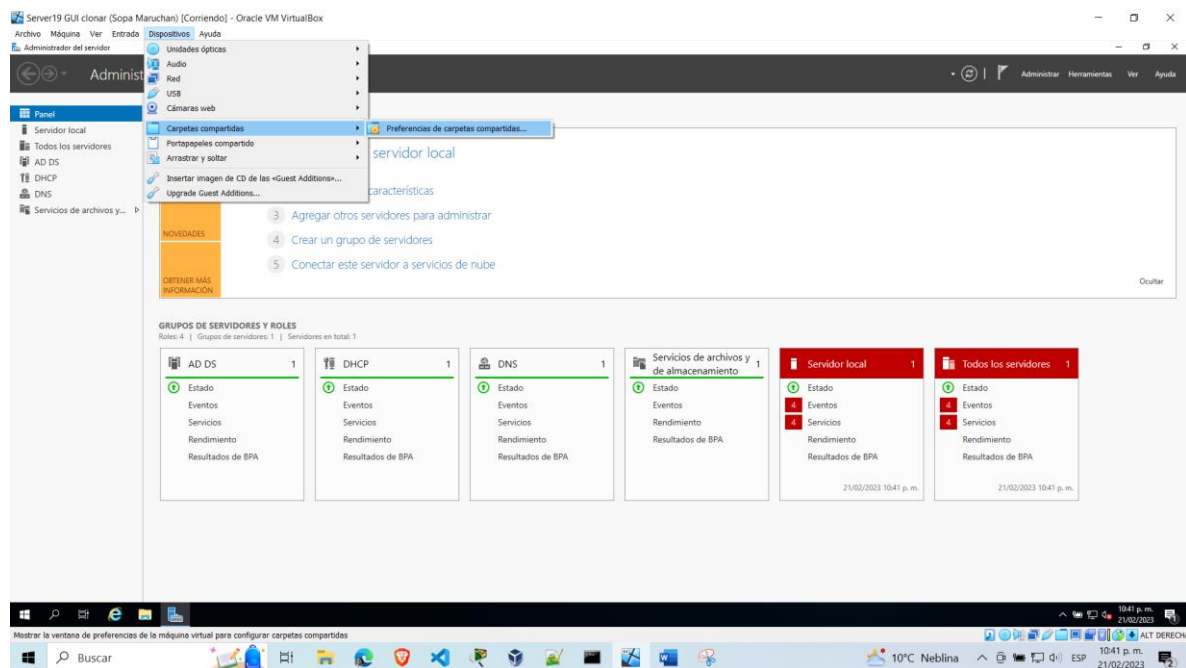 Server19 GUI clonar (Sopa Maruchan) [Corriendo] - Oracle VM VirtualBox
Archivo Máquina Ver Entrada Dispositivos Ayuda
Administrador del servidor
Administ
Administrar Herramientas Ver Ayuda
Unidades ópticas
Audio
Red
USB
Cámaras web
Carpetas compartidas
Preferencias de carpetas compartidas...
Portapapeles compartido
Arrastrar y soltar
Insertar imagen de CD de las «Guest Additions»...
Upgrade Guest Additions...
Panel
Servidor local
Todos los servidores
AD DS
DHCP
DNS
Servicios de archivos y...
servidor local
características
3 Agregar otros servidores para administrar
NOVEDADES
4 Crear un grupo de servidores
5 Conectar este servidor a servicios de nube
OBTENER MÁS
INFORMACIÓN
Ocultar
GRUPOS DE SERVIDORES Y ROLES
Roles: 4 | Grupos de servidores: 1 | Servidores en total: 1
AD DS 1
Estado
Eventos
Servicios
Rendimiento
Resultados de BPA
DHCP 1
Estado
Eventos
Servicios
Rendimiento
Resultados de BPA
DNS 1
Estado
Eventos
Servicios
Rendimiento
Resultados de BPA
Servicios de archivos y 1
de almacenamiento
Estado
Eventos
Rendimiento
Resultados de BPA
Servidor local 1
Estado
4 Eventos
4 Servicios
Rendimiento
Resultados de BPA
21/02/2023 10:41 p. m.
Todos los servidores 1
Estado
4 Eventos
4 Servicios
Rendimiento
Resultados de BPA
21/02/2023 10:41 p. m.
10:41 p. m.
21/02/2023
Mostrar la ventana de preferencias de la máquina virtual para configurar carpetas compartidas
ALT DERECH
Buscar
10°C Neblina
ESP
10:41 p. m.
21/02/2023